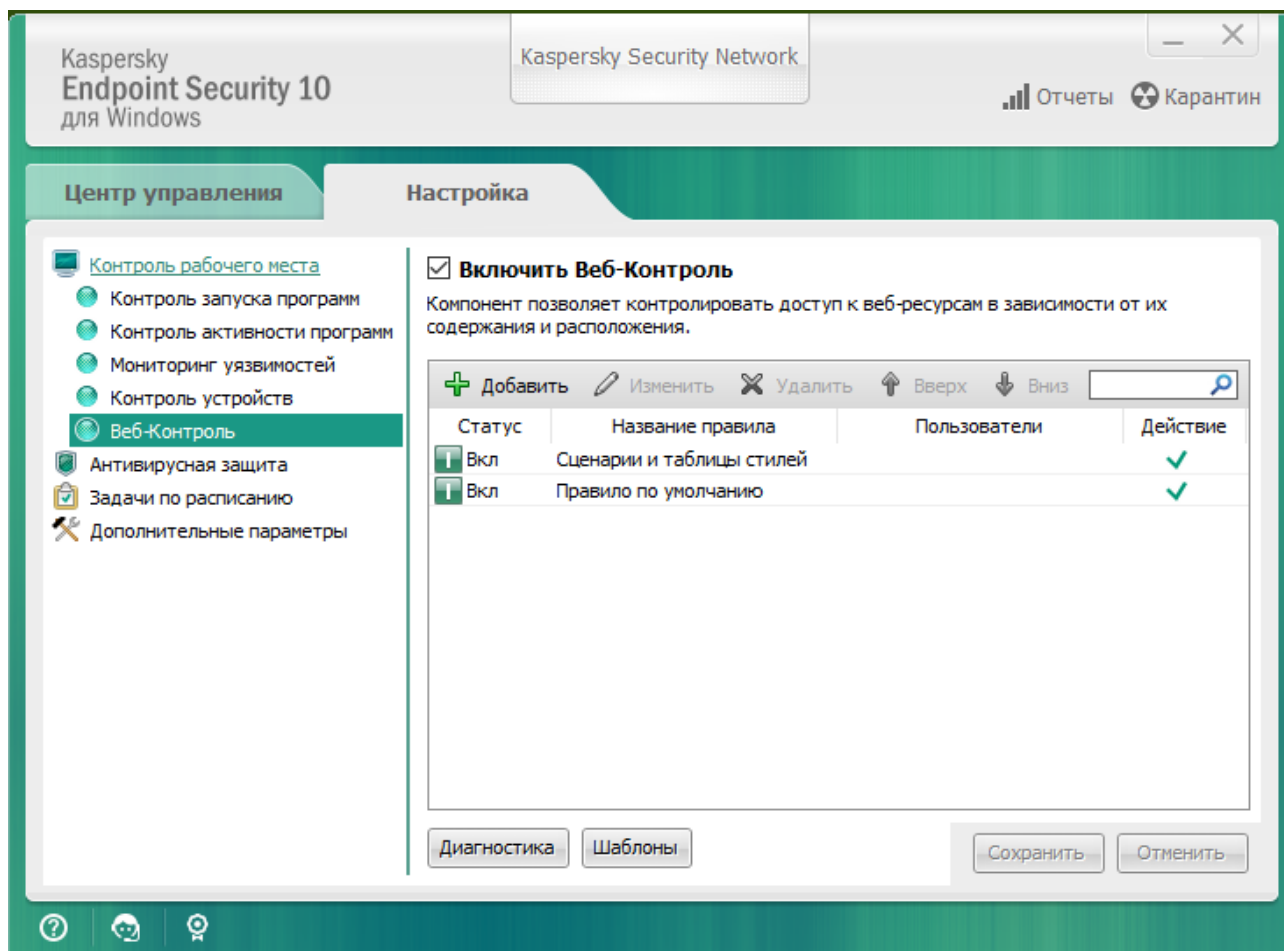 Kaspersky
Endpoint Security 10
для Windows
Kaspersky Security Network
Отчеты
Карантин
Центр управления
Настройка
Контроль рабочего места
Контроль запуска программ
Контроль активности программ
Мониторинг уязвимостей
Контроль устройств
Веб-Контроль
Антивирусная защита
Задачи по расписанию
Дополнительные параметры
Включить Веб-Контроль
Компонент позволяет контролировать доступ к веб-ресурсам в зависимости от их
содержания и расположения.
Добавить Изменить Удалить Вверх Вниз
Статус Название правила Пользователи Действие
Вкл Сценарии и таблицы стилей
Вкл Правило по умолчанию
Диагностика Шаблоны
Сохранить Отменить